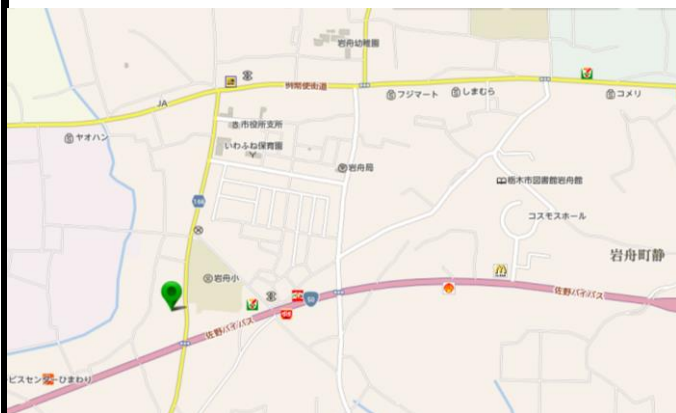 岩舟幼稚園
例幣使街道
フジマート
しまむら
コメリ
JA
ヤオハン
市役所支所
いわふね保育園
岩舟局
栃木市図書館岩舟館
コスモスホール
岩舟町静
岩舟小
50
佐野バイパス
佐野バイパス
ビスセンターひまわり